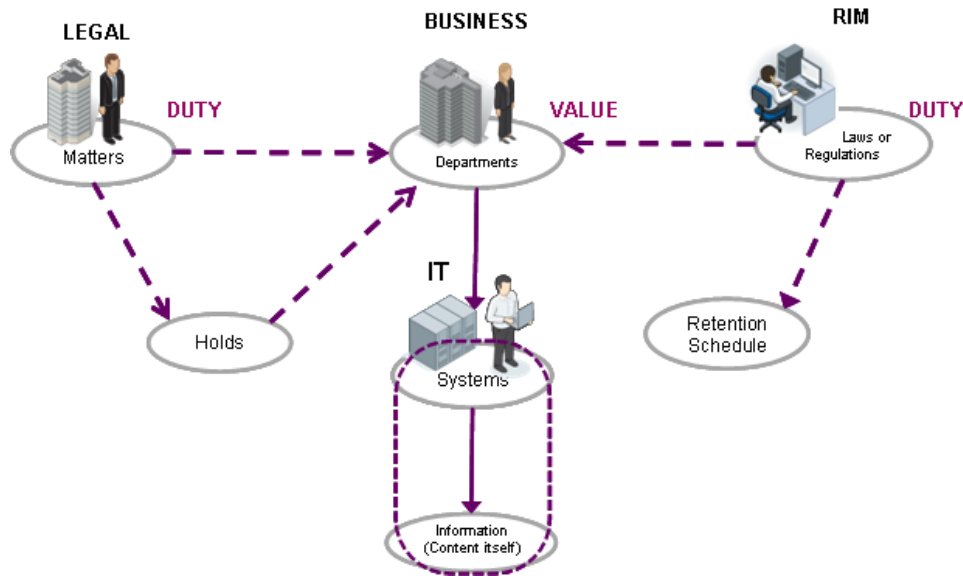 LEGAL
BUSINESS
RIM
DUTY
VALUE
DUTY
Matters
Departments
Laws or
Regulations
IT
Holds
Retention
Schedule
Systems
Information
(Content itself)